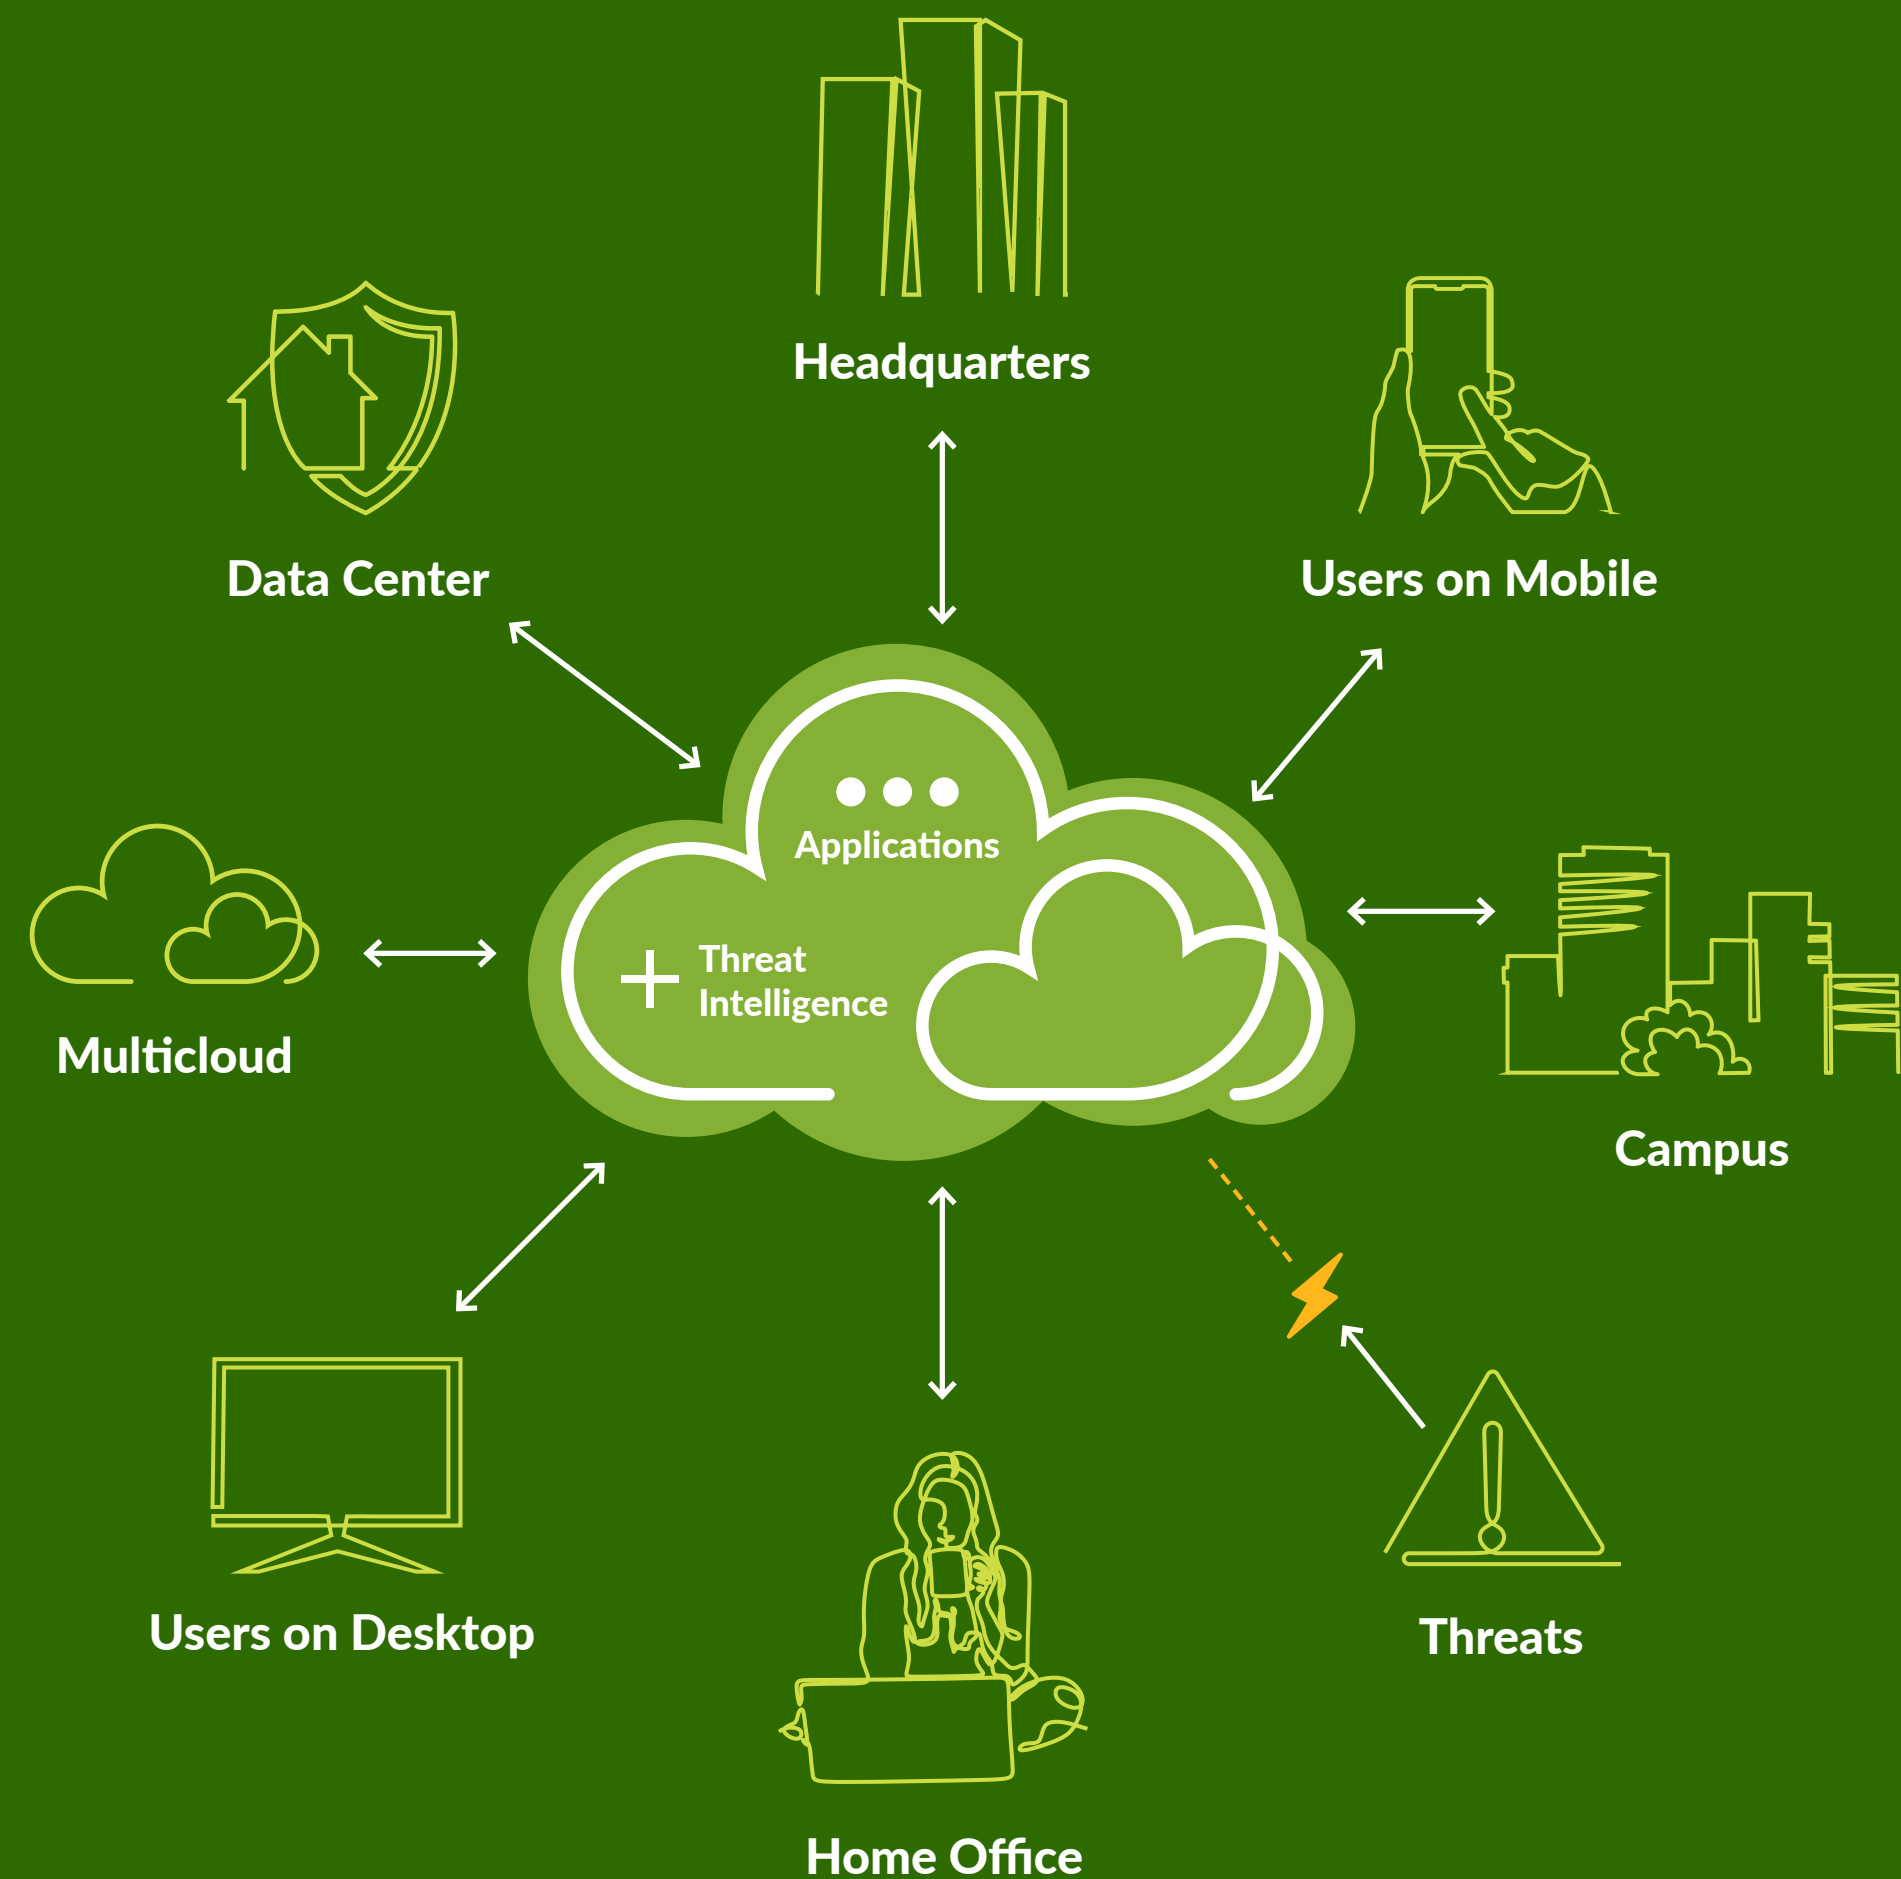 Headquarters
Data Center
Users on Mobile
Applications
Threat
Intelligence
Multicloud
Campus
Users on Desktop
Threats
Home Office